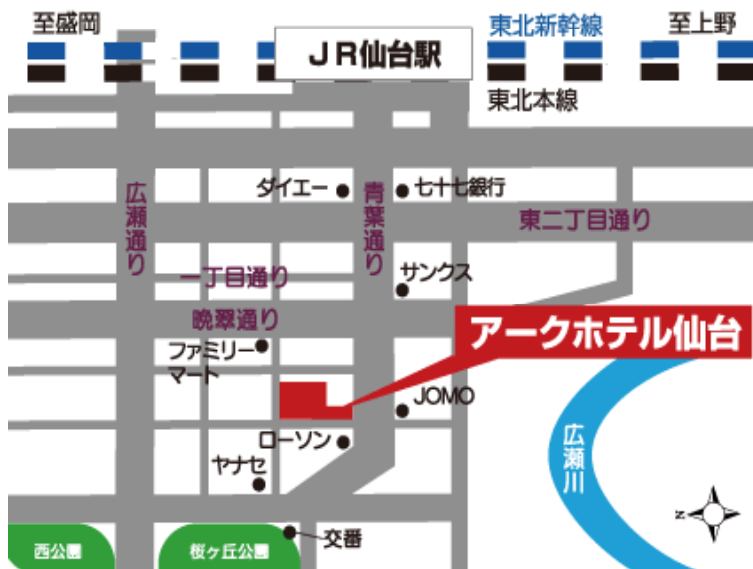 至盛岡
東北新幹線
至上野
JR仙台駅
東北本線
広瀬通り
ダイエー
青葉通り
七十七銀行
東二丁目通り
一丁目通り
サンクス
晩翠通り
アークホテル仙台
ファミリー
マート
JOMO
ローソン
広瀬川
ヤナセ
N
交番
西公園
桜ヶ丘公園